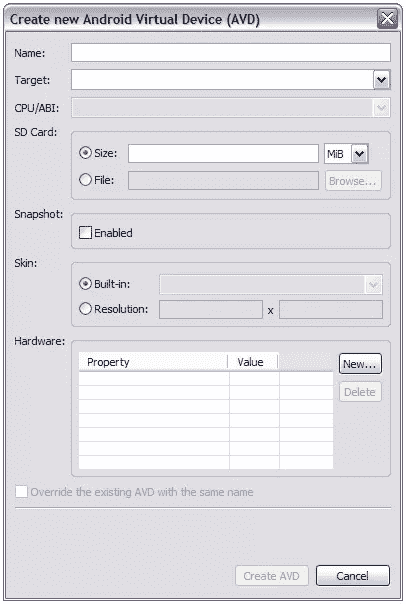 Create new Android Virtual Device (AVD)
Name:
Target:
CPU/ABI:
SD Card:
Size: MiB
File: Browse...
Snapshot:
Enabled
Skin:
Built-in:
Resolution: x
Hardware:
Property Value New...
Delete
Override the existing AVD with the same name
Create AVD Cancel